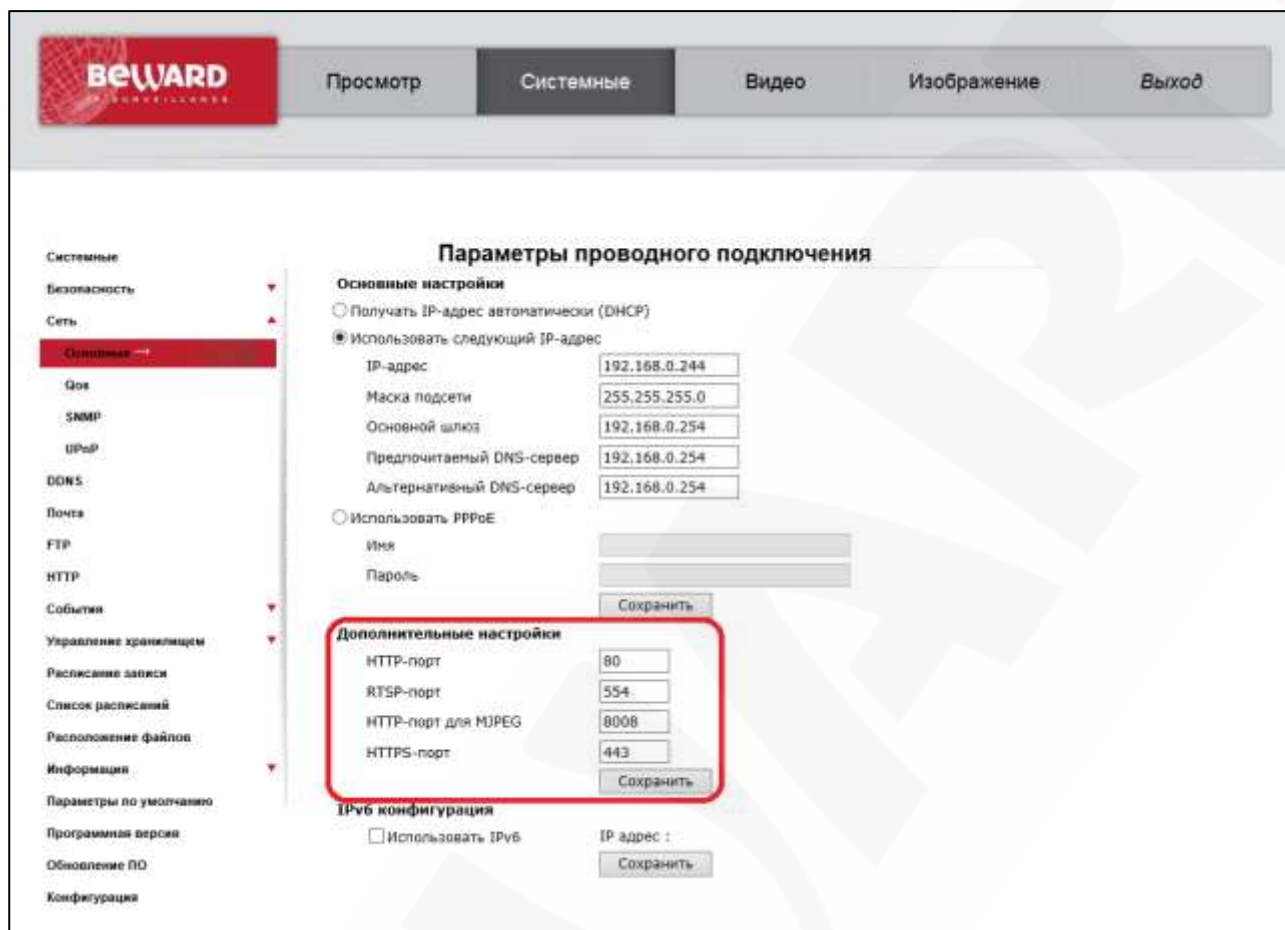 BEWARD
IP SURVEILLANCE
Просмотр
Системные
Видео
Изображение
Выход
Системные
Безопасность
Сеть
Основные
Qos
SNMP
UPnP
DDNS
Почта
FTP
HTTP
События
Управление хранилищем
Расписание записи
Список расписаний
Расположение файлов
Информация
Параметры по умолчанию
Программная версия
Обновление ПО
Конфигурация
Параметры проводного подключения
Основные настройки
Получать IP-адрес автоматически (DHCP)
Использовать следующий IP-адрес
IP-адрес 192.168.0.244
Маска подсети 255.255.255.0
Основной шлюз 192.168.0.254
Предпочитаемый DNS-сервер 192.168.0.254
Альтернативный DNS-сервер 192.168.0.254
Использовать PPPoE
Имя
Пароль
Сохранить
Дополнительные настройки
HTTP-порт 80
RTSP-порт 554
HTTP-порт для MJPEG 8008
HTTPS-порт 443
Сохранить
IPv6 конфигурация
Использовать IPv6 IP адрес :
Сохранить